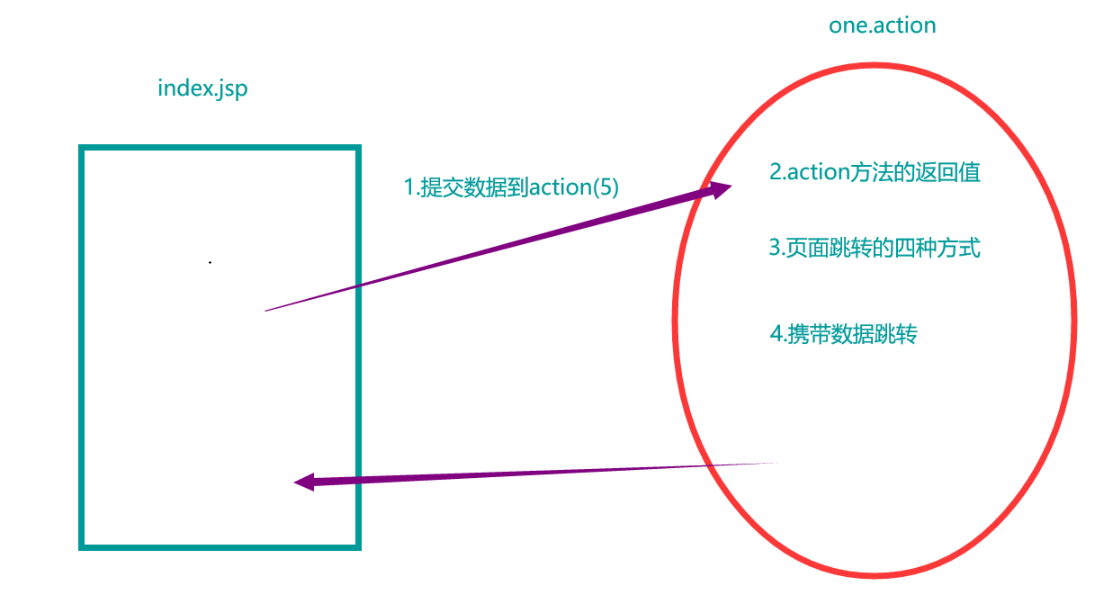 one.action
index.jsp
1.提交数据到action(5)
2.action方法的返回值
3.页面跳转的四种方式
4.携带数据跳转